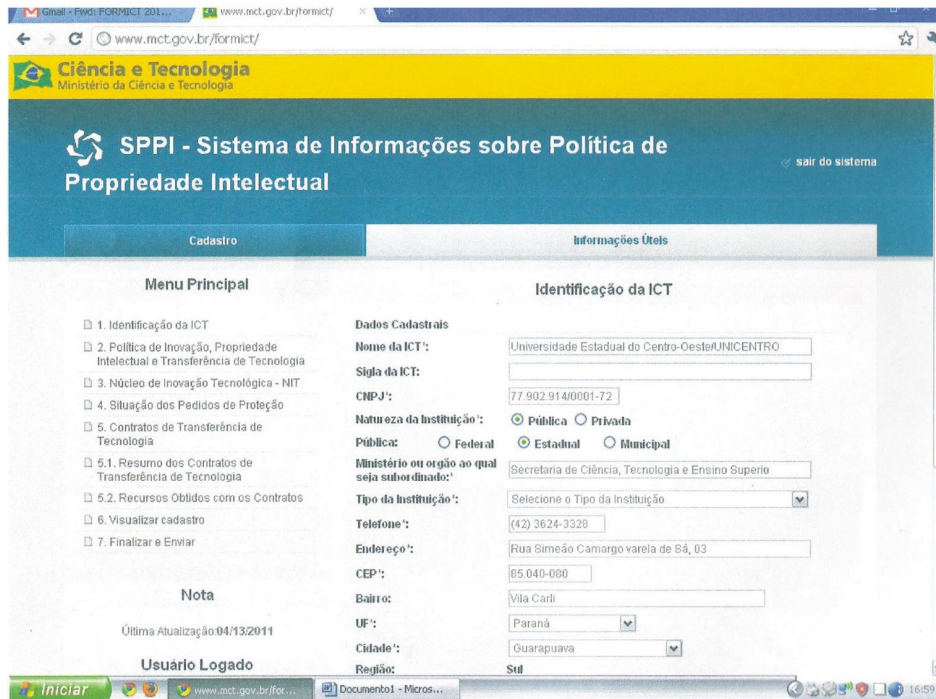 Gmail - Fwd: FORMICT 201...
www.mct.gov.br/formict/
www.mct.gov.br/formict/
Ciência e Tecnologia
Ministério da Ciência e Tecnologia
SPPI - Sistema de Informações sobre Política de
Propriedade Intelectual
sair do sistema
Cadastro
Informações Úteis
Menu Principal
1. Identificação da ICT
2. Política de Inovação, Propriedade
Intelectual e Transferência de Tecnologia
3. Núcleo de Inovação Tecnológica - NIT
4. Situação dos Pedidos de Proteção
5. Contratos de Transferência de
Tecnologia
5.1. Resumo dos Contratos de
Transferência de Tecnologia
5.2. Recursos Obtidos com os Contratos
6. Visualizar cadastro
7. Finalizar e Enviar
Nota
Última Atualização:04/13/2011
Usuário Logado
Identificação da ICT
Dados Cadastrais
Nome da ICT*: Universidade Estadual do Centro-Oeste/UNICENTRO
Sigla da ICT:
CNPJ*: 77.902.914/0001-72
Natureza da Instituição*: Pública Privada
Pública: Federal Estadual Municipal
Ministério ou orgão ao qual
seja subordinado:* Secretaria de Ciência, Tecnologia e Ensino Superio
Tipo da Instituição*: Selecione o Tipo da Instituição
Telefone*: (42) 3624-3328
Endereço*: Rua Simeão Camargo varela de Sá, 03
CEP*: 85.040-080
Bairro: Vila Carli
UF*: Paraná
Cidade*: Guarapuava
Região: Sul
Iniciar
www.mct.gov.br/for...
Documento1 - Micros...
16:59